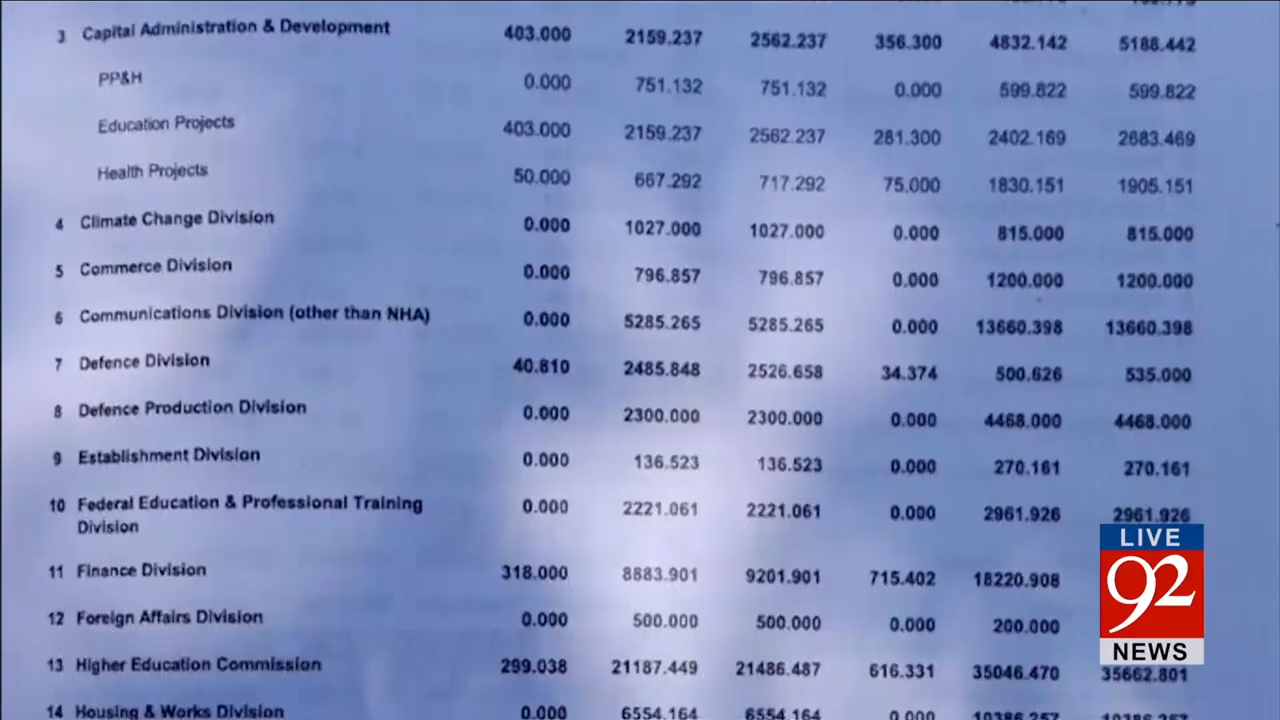 3 Capital Administration & Development 403.000 2159.237 2562.237 356.300 4832.142 5188.442
PP&H 0.000 751.132 751.132 0.000 599.822 599.822
Education Projects 403.000 2159.237 2562.237 281.300 2402.169 2683.469
Health Projects 50.000 667.292 717.292 75.000 1830.151 1905.151
4 Climate Change Division 0.000 1027.000 1027.000 0.000 815.000 815.000
5 Commerce Division 0.000 796.857 796.857 0.000 1200.000 1200.000
6 Communications Division (other than NHA) 0.000 5285.265 5285.265 0.000 13660.398 13660.398
7 Defence Division 40.810 2485.848 2526.658 34.374 500.626 535.000
8 Defence Production Division 0.000 2300.000 2300.000 0.000 4468.000 4468.000
9 Establishment Division 0.000 136.523 136.523 0.000 270.161 270.161
10 Federal Education & Professional Training 0.000 2221.061 2221.061 0.000 2961.926 2961.926
Division
11 Finance Division 318.000 8883.901 9201.901 715.402 18220.908
12 Foreign Affairs Division 0.000 500.000 500.000 0.000 200.000
13 Higher Education Commission 299.038 21187.449 21486.487 616.331 35046.470 35662.801
14 Housing & Works Division 0.000 6554.164 6554.164 0.000 10386.257 10386.257
LIVE
92
NEWS